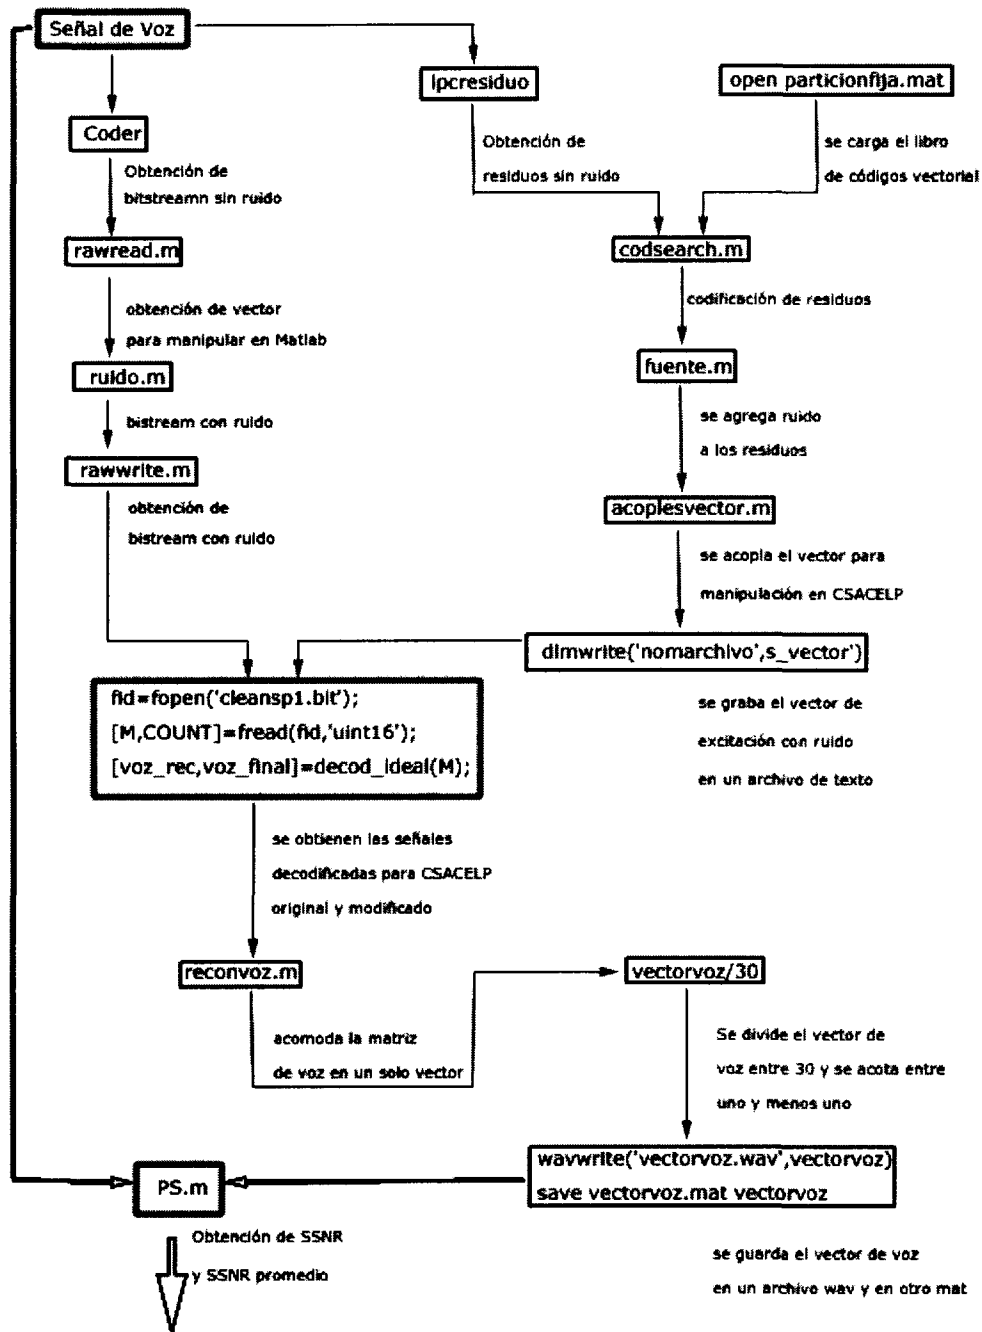 Señal de Voz
lpcresiduo
open particionfija.mat
Coder
Obtención de
residuos sin ruido
se carga el libro
de códigos vectorial
Obtención de
bitstreamn sin ruido
rawread.m
codsearch.m
obtención de vector
para manipular en Matlab
codificación de residuos
ruido.m
fuente.m
bistream con ruido
se agrega ruido
a los residuos
rawwrite.m
obtención de
bistream con ruido
acoplesvector.m
se acopla el vector para
manipulación en CSACELP
dlmwrite('nomarchivo',s_vector')
fid=fopen('cleansp1.bit');
[M,COUNT]=fread(fid,'uint16');
[voz_rec,voz_final]=decod_ideal(M);
se graba el vector de
excitación con ruido
en un archivo de texto
se obtienen las señales
decodificadas para CSACELP
original y modificado
reconvoz.m
vectorvoz/30
acomoda la matriz
de voz en un solo vector
Se divide el vector de
voz entre 30 y se acota entre
uno y menos uno
PS.m
wavwrite('vectorvoz.wav',vectorvoz)
save vectorvoz.mat vectorvoz
Obtención de SSNR
y SSNR promedio
se guarda el vector de voz
en un archivo wav y en otro mat